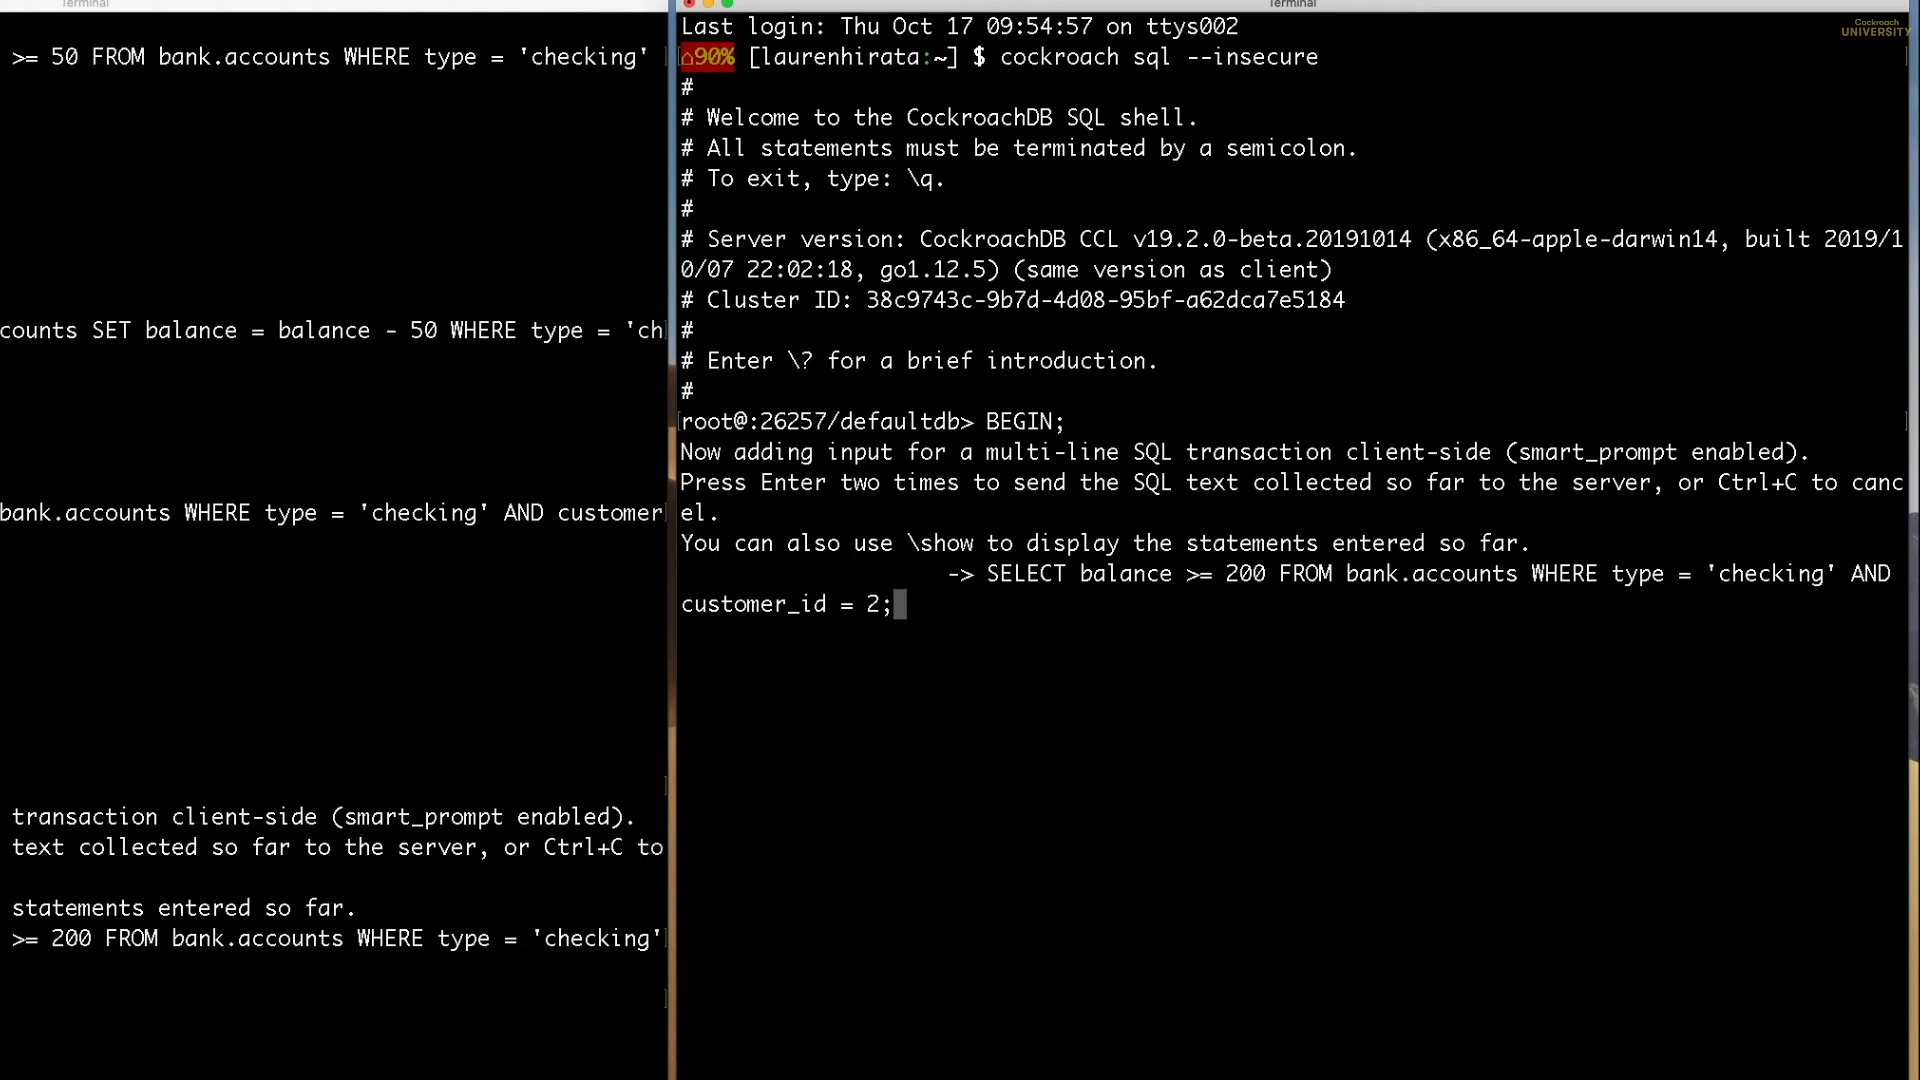 Terminal
>= 50 FROM bank.accounts WHERE type = 'checking'
counts SET balance = balance - 50 WHERE type = 'ch
bank.accounts WHERE type = 'checking' AND customer
transaction client-side (smart_prompt enabled).
text collected so far to the server, or Ctrl+C to
statements entered so far.
>= 200 FROM bank.accounts WHERE type = 'checking'
Terminal
Last login: Thu Oct 17 09:54:57 on ttys002
⌂90% [laurenhirata:~] $ cockroach sql --insecure
#
# Welcome to the CockroachDB SQL shell.
# All statements must be terminated by a semicolon.
# To exit, type: \q.
#
# Server version: CockroachDB CCL v19.2.0-beta.20191014 (x86_64-apple-darwin14, built 2019/1
0/07 22:02:18, go1.12.5) (same version as client)
# Cluster ID: 38c9743c-9b7d-4d08-95bf-a62dca7e5184
#
# Enter \? for a brief introduction.
#
root@:26257/defaultdb> BEGIN;
Now adding input for a multi-line SQL transaction client-side (smart_prompt enabled).
Press Enter two times to send the SQL text collected so far to the server, or Ctrl+C to canc
el.
You can also use \show to display the statements entered so far.
-> SELECT balance >= 200 FROM bank.accounts WHERE type = 'checking' AND
customer_id = 2;
Cockroach
UNIVERSITY